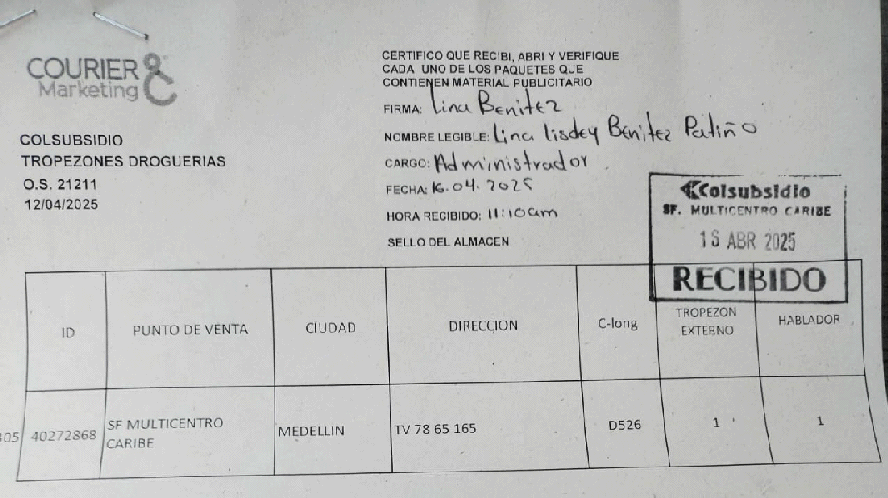 COURIER
Marketing
COLSUBSIDIO
TROPEZONES DROGUERIAS
O.S. 21211
12/04/2025
CERTIFICO QUE RECIBI, ABRI Y VERIFIQUE
CADA UNO DE LOS PAQUETES QUE
CONTIENEN MATERIAL PUBLICITARIO
FIRMA: Lina Benitez
NOMBRE LEGIBLE: Lina lisdey Benitez Patiño
CARGO: Administrador
FECHA: 16.04.2025
HORA RECIBIDO: 11:10am
SELLO DEL ALMACEN
Colsubsidio
SF. MULTICENTRO CARIBE
ABR 2025
RECIBIDO
ID PUNTO DE VENTA CIUDAD DIRECCION C-long TROPEZON EXTERNO HABLADOR
305 40272868 SF MULTICENTRO CARIBE MEDELLIN TV 78 65 165 D526 1 1